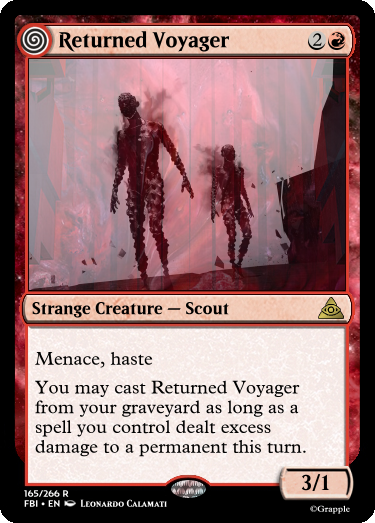 Returned Voyager 2
Strange Creature — Scout
Menace, haste
You may cast Returned Voyager
from your graveyard as long as a
spell you control dealt excess
damage to a permanent this turn.
3/1
165/266 R
FBI • EN Leonardo Calamati
©Grapple